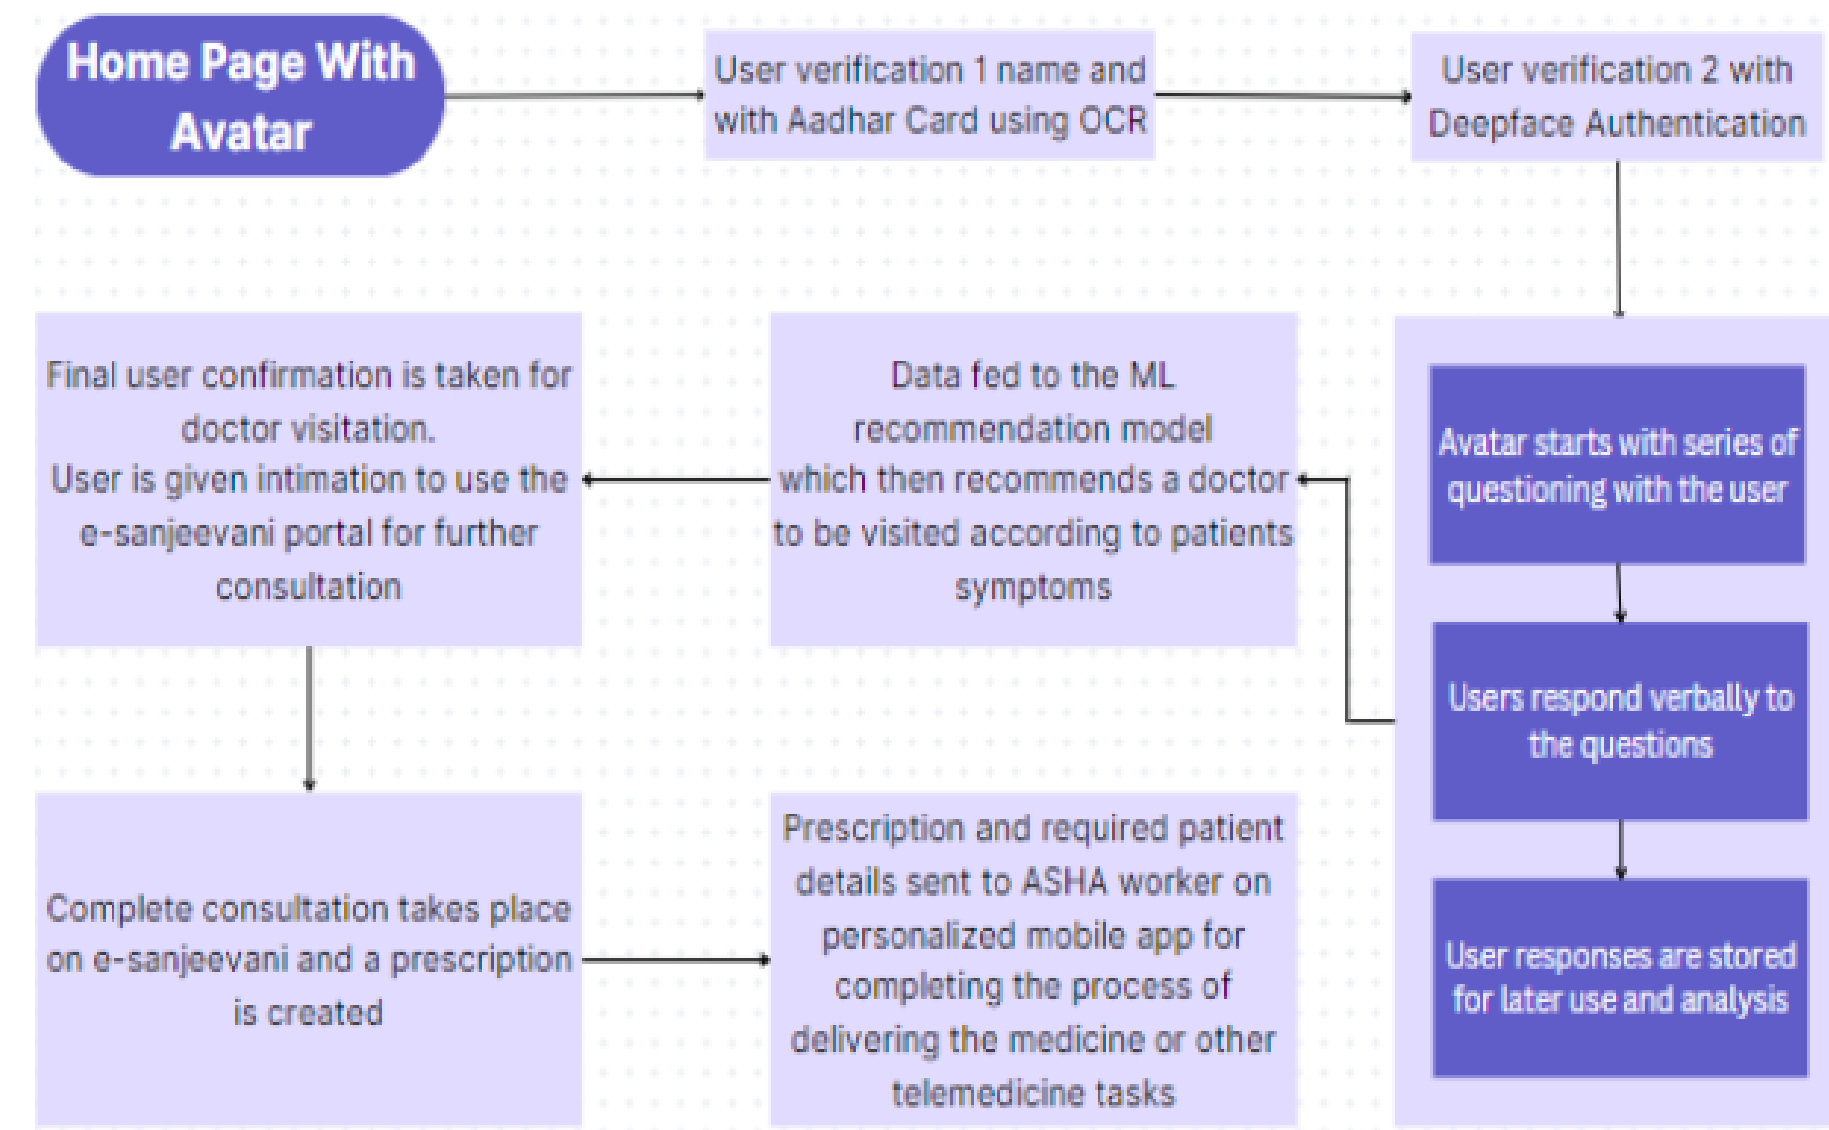 Home Page With
Avatar
User verification 1 name and
with Aadhar Card using OCR
User verification 2 with
Deepface Authentication
Avatar starts with series of
questioning with the user
Users respond verbally to
the questions
User responses are stored
for later use and analysis
Data fed to the ML
recommendation model
which then recommends a doctor
to be visited according to patients
symptoms
Final user confirmation is taken for
doctor visitation.
User is given intimation to use the
e-sanjeevani portal for further
consultation
Complete consultation takes place
on e-sanjeevani and a prescription
is created
Prescription and required patient
details sent to ASHA worker on
personalized mobile app for
completing the process of
delivering the medicine or other
telemedicine tasks